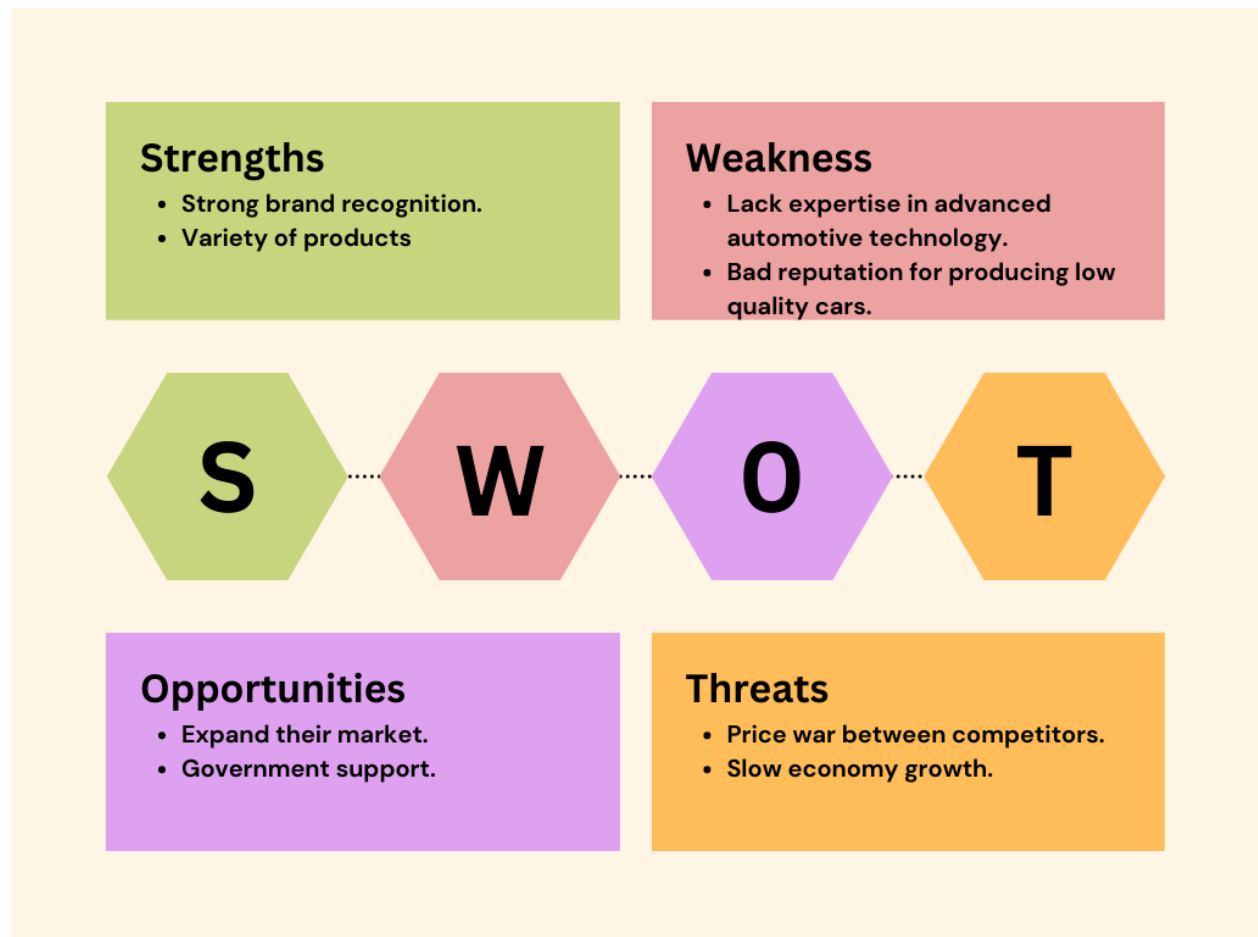 Strengths
• Strong brand recognition.
• Variety of products
Weakness
• Lack expertise in advanced
automotive technology.
• Bad reputation for producing low
quality cars.
S W O T
Opportunities
• Expand their market.
• Government support.
Threats
• Price war between competitors.
• Slow economy growth.